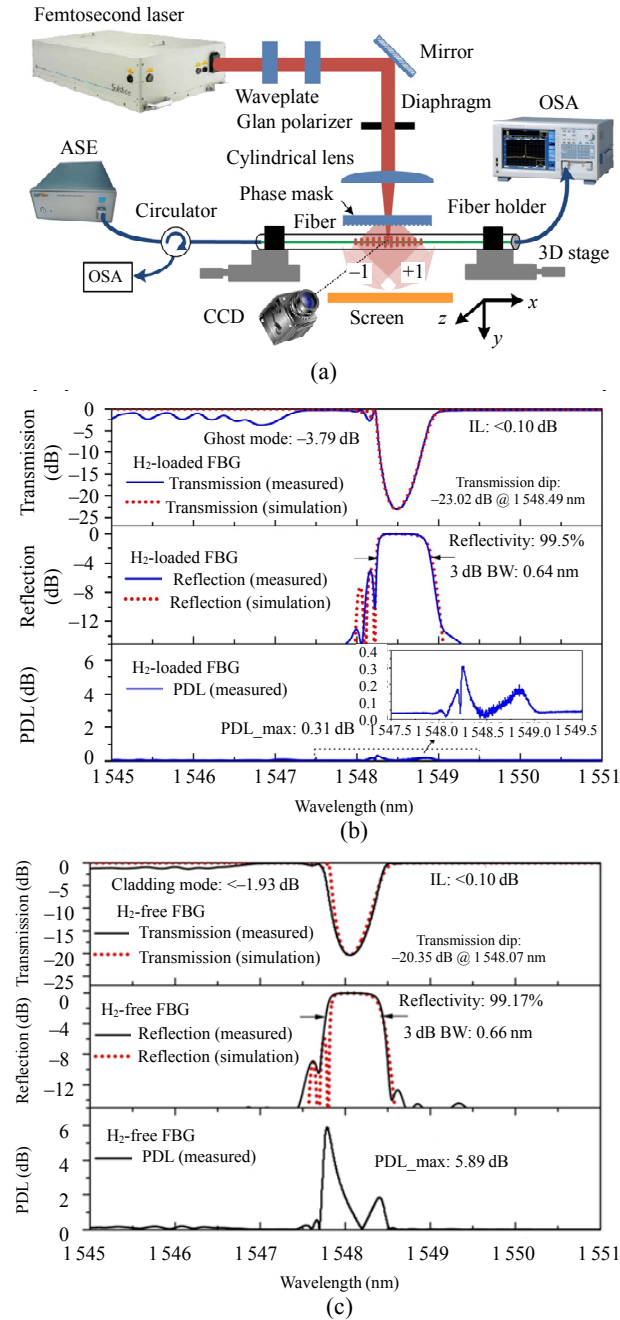 Femtosecond laser
Mirror
Waveplate
Diaphragm
Glan polarizer
OSA
ASE
Cylindrical lens
Circulator
Phase mask
Fiber
Fiber holder
OSA
–1
+1
3D stage
CCD
Screen
x
z
y
(a)
Transmission (dB)
0
–5
–10
–15
–20
–25
Ghost mode: –3.79 dB
IL: <0.10 dB
H2-loaded FBG
Transmission (measured)
Transmission (simulation)
Transmission dip:
–23.02 dB @ 1 548.49 nm
Reflection (dB)
0
–4
–8
–12
H2-loaded FBG
Reflection (measured)
Reflection (simulation)
Reflectivity: 99.5%
3 dB BW: 0.64 nm
PDL (dB)
6
4
2
0
H2-loaded FBG
PDL (measured)
PDL_max: 0.31 dB
0.4
0.3
0.2
0.1
0.0
1 547.5 1 548.0 1 548.5 1 549.0 1 549.5
1 545 1 546 1 547 1 548 1 549 1 550 1 551
Wavelength (nm)
(b)
Transmission (dB)
0
–5
–10
–15
–20
–25
Cladding mode: <–1.93 dB
IL: <0.10 dB
H2-free FBG
Transmission (measured)
Transmission (simulation)
Transmission dip:
–20.35 dB @ 1 548.07 nm
Reflection (dB)
0
–4
–8
–12
H2-free FBG
Reflection (measured)
Reflection (simulation)
Reflectivity: 99.17%
3 dB BW: 0.66 nm
PDL (dB)
6
4
2
0
H2-free FBG
PDL (measured)
PDL_max: 5.89 dB
1 545 1 546 1 547 1 548 1 549 1 550 1 551
Wavelength (nm)
(c)